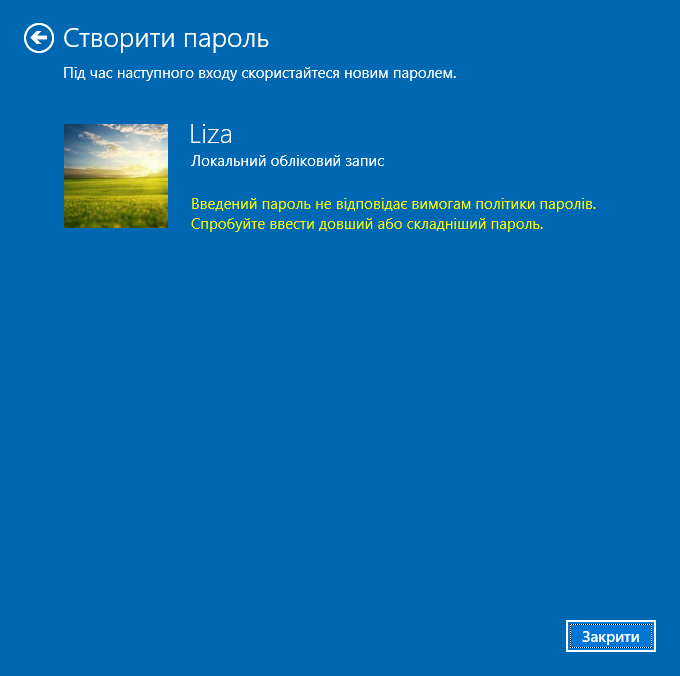 Створити пароль
Під час наступного входу скористайтеся новим паролем.
Liza
Локальний обліковий запис
Введений пароль не відповідає вимогам політики паролів.
Спробуйте ввести довший або складніший пароль.
Закрити